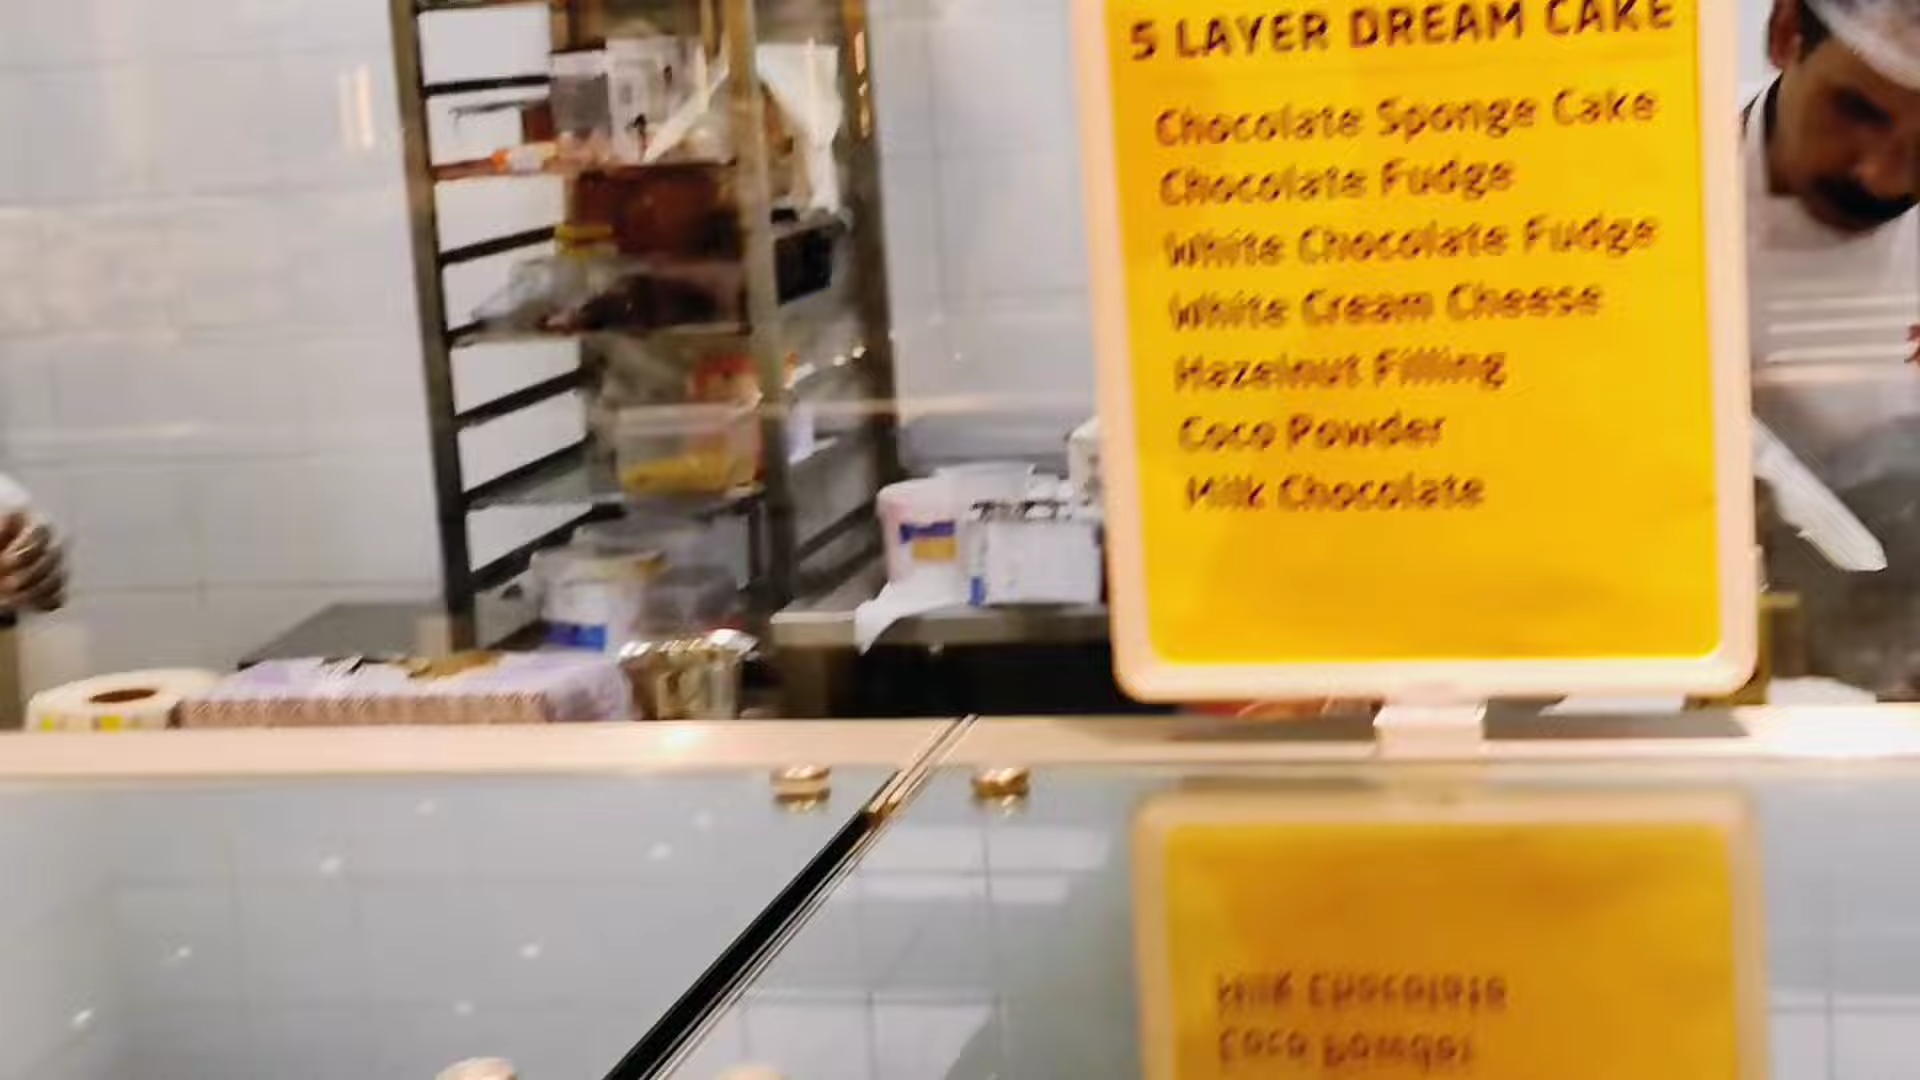 5 LAYER DREAM CAKE
Chocolate Sponge Cake
Chocolate Fudge
White Chocolate Fudge
White Cream Cheese
Hazelnut Filling
Coco Powder
Milk Chocolate